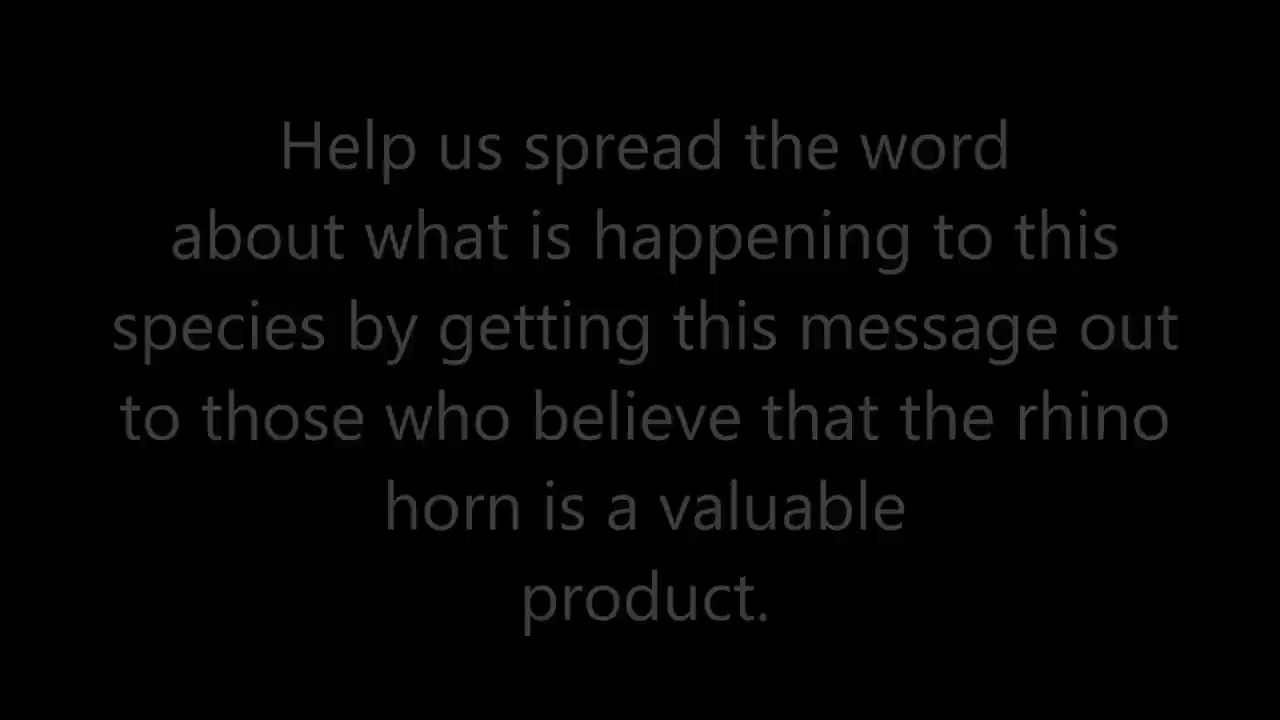 Help us spread the word
about what is happening to this
species by getting this message out
to those who believe that the rhino
horn is a valuable
product.